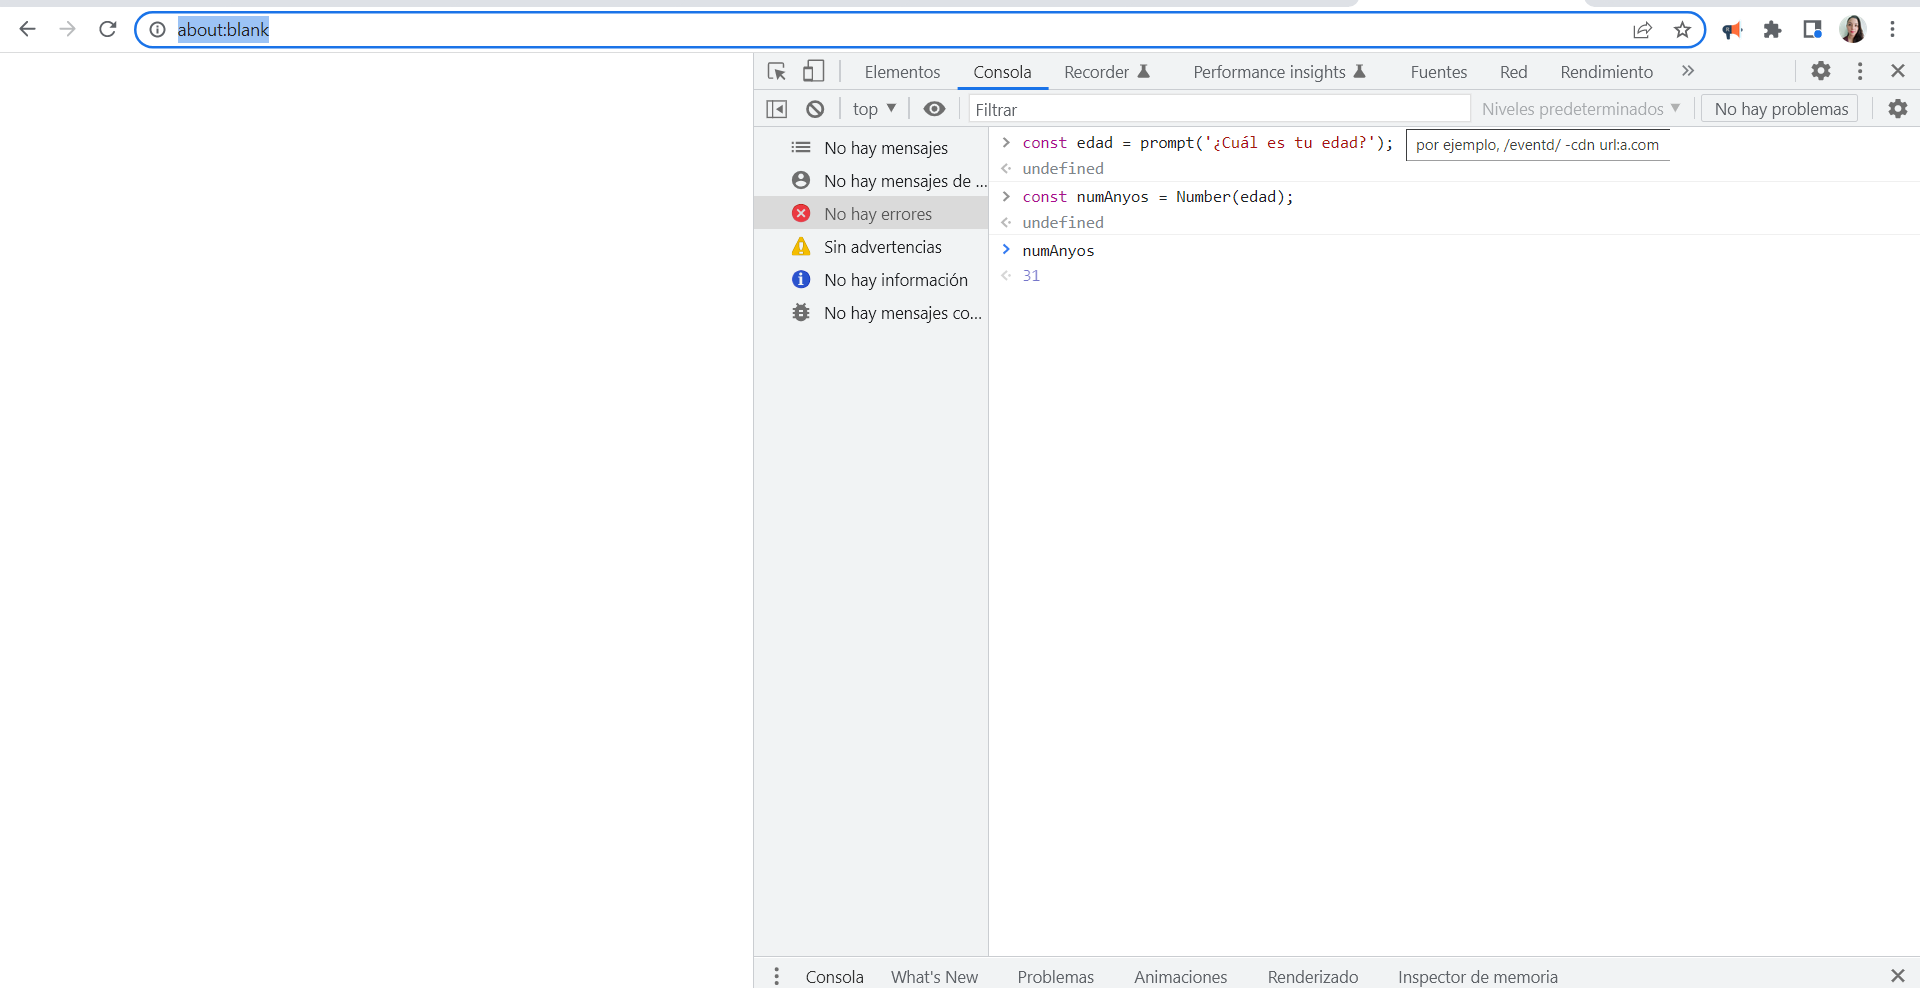 about:blank
Elementos Consola Recorder Performance insights Fuentes Red Rendimiento »
top ▼ Filtrar Niveles predeterminados ▼ No hay problemas
No hay mensajes
No hay mensajes de ...
No hay errores
Sin advertencias
No hay información
No hay mensajes co...
> const edad = prompt('¿Cuál es tu edad?');
por ejemplo, /eventd/ -cdn url:a.com
undefined
> const numAnyos = Number(edad);
undefined
> numAnyos
31
Consola What's New Problemas Animaciones Renderizado Inspector de memoria